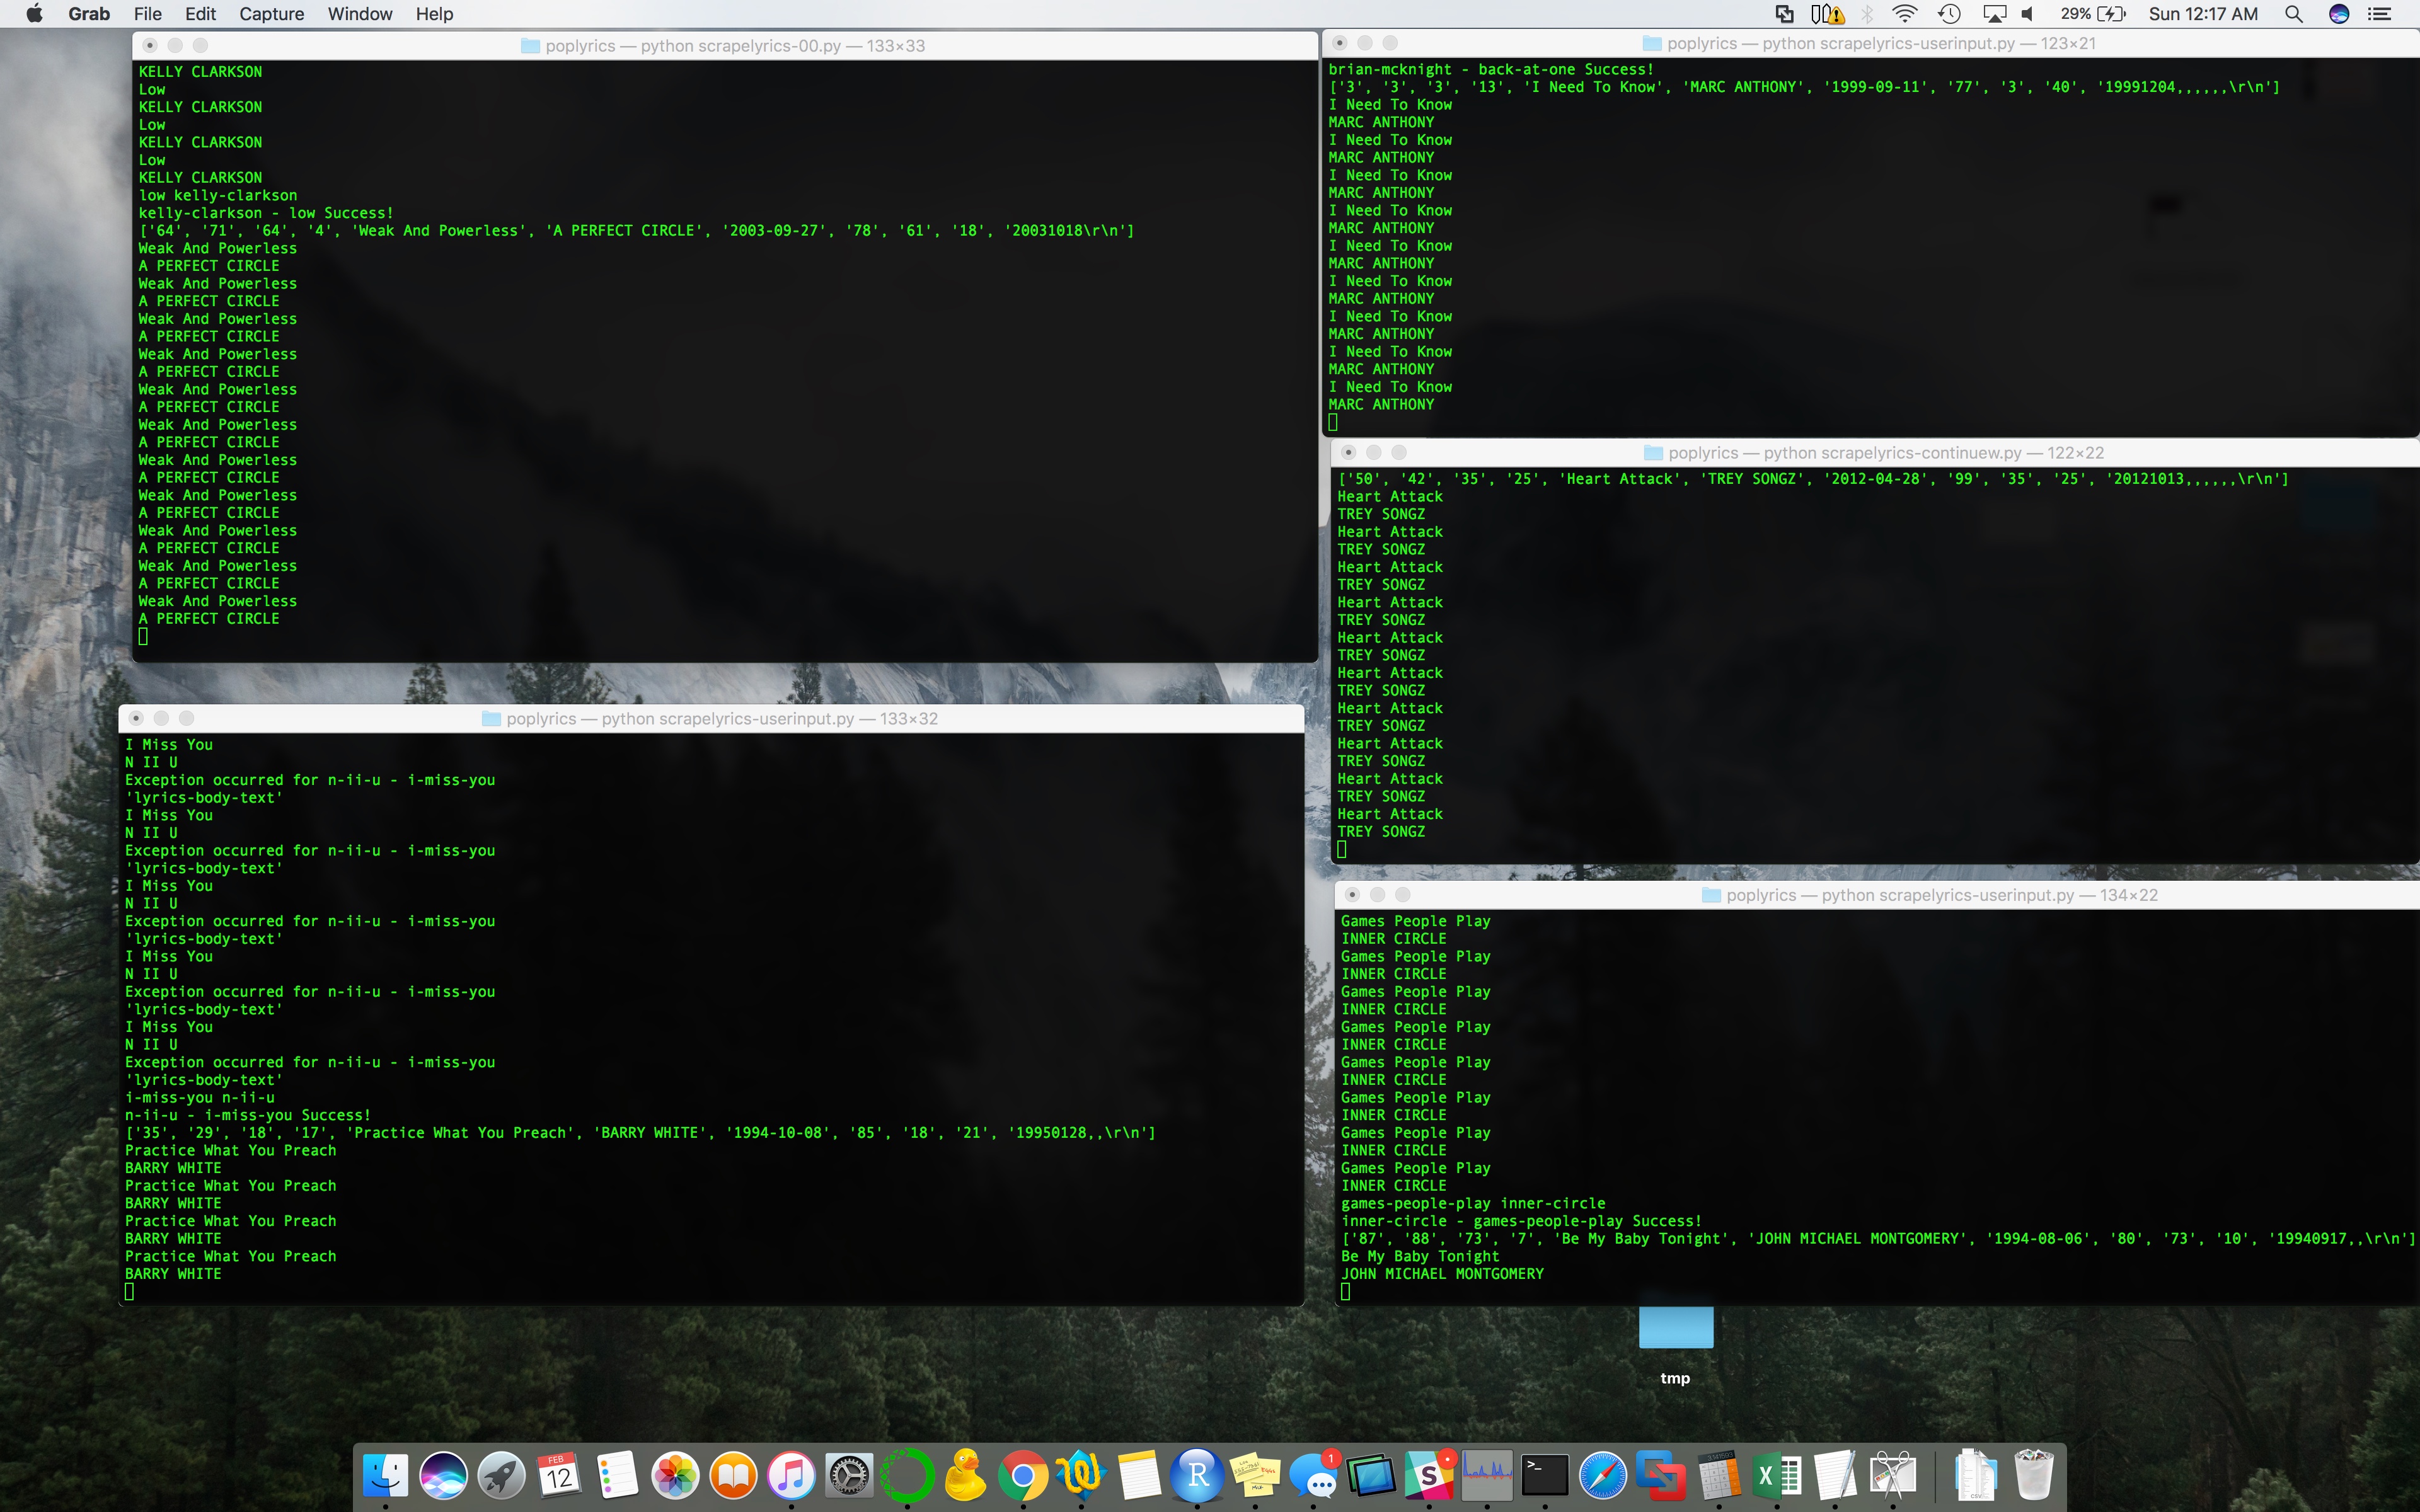 Grab File Edit Capture Window Help 29% Sun 12:17 AM
poplyrics — python scrapelyrics-00.py — 133×33
KELLY CLARKSON
Low
KELLY CLARKSON
Low
KELLY CLARKSON
Low
KELLY CLARKSON
low kelly-clarkson
kelly-clarkson - low Success!
['64', '71', '64', '4', 'Weak And Powerless', 'A PERFECT CIRCLE', '2003-09-27', '78', '61', '18', '20031018\r\n']
Weak And Powerless
A PERFECT CIRCLE
Weak And Powerless
A PERFECT CIRCLE
Weak And Powerless
A PERFECT CIRCLE
Weak And Powerless
A PERFECT CIRCLE
Weak And Powerless
A PERFECT CIRCLE
Weak And Powerless
A PERFECT CIRCLE
Weak And Powerless
A PERFECT CIRCLE
Weak And Powerless
A PERFECT CIRCLE
Weak And Powerless
A PERFECT CIRCLE
Weak And Powerless
A PERFECT CIRCLE
Weak And Powerless
A PERFECT CIRCLE
poplyrics — python scrapelyrics-userinput.py — 123×21
brian-mcknight - back-at-one Success!
['3', '3', '3', '13', 'I Need To Know', 'MARC ANTHONY', '1999-09-11', '77', '3', '40', '19991204,,,,,,\r\n']
I Need To Know
MARC ANTHONY
I Need To Know
MARC ANTHONY
I Need To Know
MARC ANTHONY
I Need To Know
MARC ANTHONY
I Need To Know
MARC ANTHONY
I Need To Know
MARC ANTHONY
I Need To Know
MARC ANTHONY
I Need To Know
MARC ANTHONY
I Need To Know
MARC ANTHONY
poplyrics — python scrapelyrics-continuew.py — 122×22
['50', '42', '35', '25', 'Heart Attack', 'TREY SONGZ', '2012-04-28', '99', '35', '25', '20121013,,,,,,\r\n']
Heart Attack
TREY SONGZ
Heart Attack
TREY SONGZ
Heart Attack
TREY SONGZ
Heart Attack
TREY SONGZ
Heart Attack
TREY SONGZ
Heart Attack
TREY SONGZ
Heart Attack
TREY SONGZ
Heart Attack
TREY SONGZ
Heart Attack
TREY SONGZ
Heart Attack
TREY SONGZ
poplyrics — python scrapelyrics-userinput.py — 133×32
I Miss You
N II U
Exception occurred for n-ii-u - i-miss-you
'lyrics-body-text'
I Miss You
N II U
Exception occurred for n-ii-u - i-miss-you
'lyrics-body-text'
I Miss You
N II U
Exception occurred for n-ii-u - i-miss-you
'lyrics-body-text'
I Miss You
N II U
Exception occurred for n-ii-u - i-miss-you
'lyrics-body-text'
I Miss You
N II U
Exception occurred for n-ii-u - i-miss-you
'lyrics-body-text'
i-miss-you n-ii-u
n-ii-u - i-miss-you Success!
['35', '29', '18', '17', 'Practice What You Preach', 'BARRY WHITE', '1994-10-08', '85', '18', '21', '19950128,,\r\n']
Practice What You Preach
BARRY WHITE
Practice What You Preach
BARRY WHITE
Practice What You Preach
BARRY WHITE
Practice What You Preach
BARRY WHITE
poplyrics — python scrapelyrics-userinput.py — 134×22
Games People Play
INNER CIRCLE
Games People Play
INNER CIRCLE
Games People Play
INNER CIRCLE
Games People Play
INNER CIRCLE
Games People Play
INNER CIRCLE
Games People Play
INNER CIRCLE
Games People Play
INNER CIRCLE
Games People Play
INNER CIRCLE
games-people-play inner-circle
inner-circle - games-people-play Success!
['87', '88', '73', '7', 'Be My Baby Tonight', 'JOHN MICHAEL MONTGOMERY', '1994-08-06', '80', '73', '10', '19940917,,\r\n']
Be My Baby Tonight
JOHN MICHAEL MONTGOMERY
tmp
FEB
12
R
1
S
>_
X
CSV